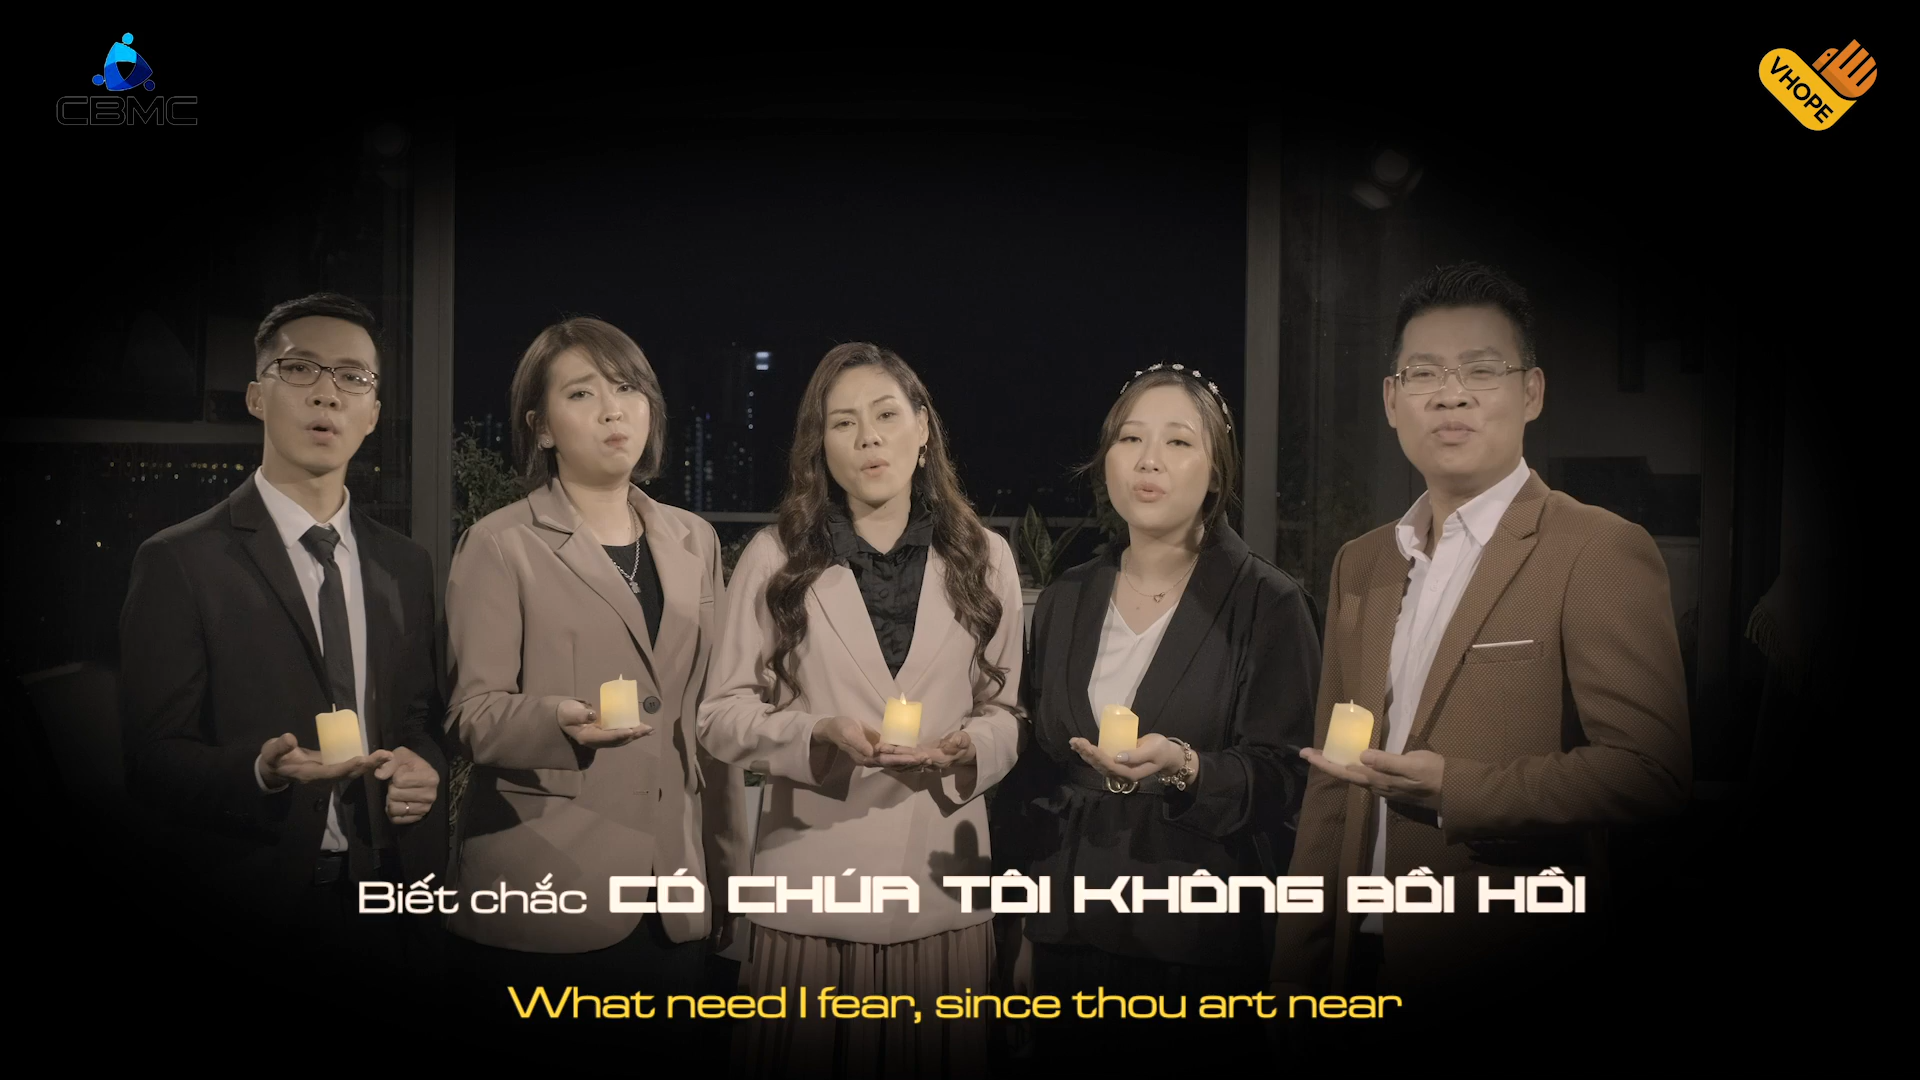 CBMC
VHOPE
Biết chắc CÓ CHÚA TÔI KHÔNG BỒI HỒI
What need I fear, since thou art near